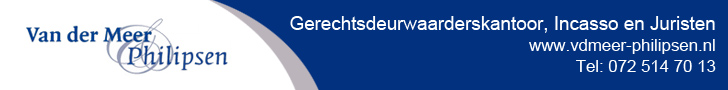 Van der Meer
& Philipsen
Gerechtsdeurwaarderskantoor, Incasso en Juristen
www.vdmeer-philipsen.nl
Tel: 072 514 70 13